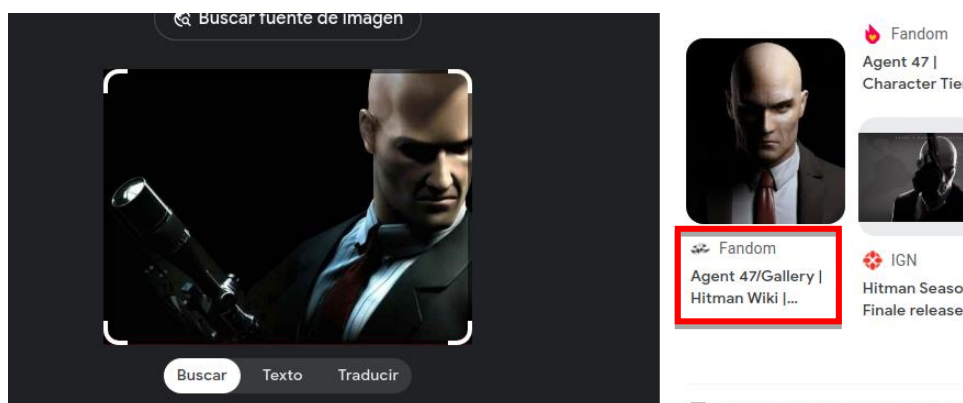 Buscar fuente de imagen
Buscar
Texto
Traducir
Fandom
Agent 47/Gallery |
Hitman Wiki |...
Fandom
Agent 47 |
Character Tie
IGN
Hitman Seaso
Finale release